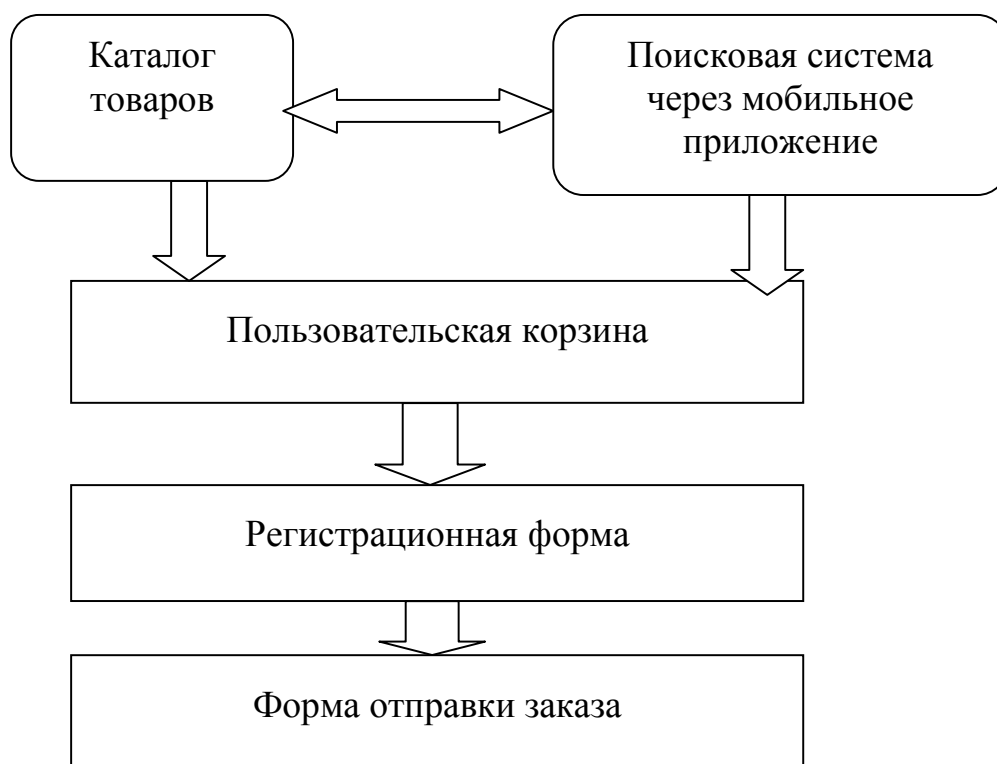 Каталог
товаров
Поисковая система
через мобильное
приложение
Пользовательская корзина
Регистрационная форма
Форма отправки заказа